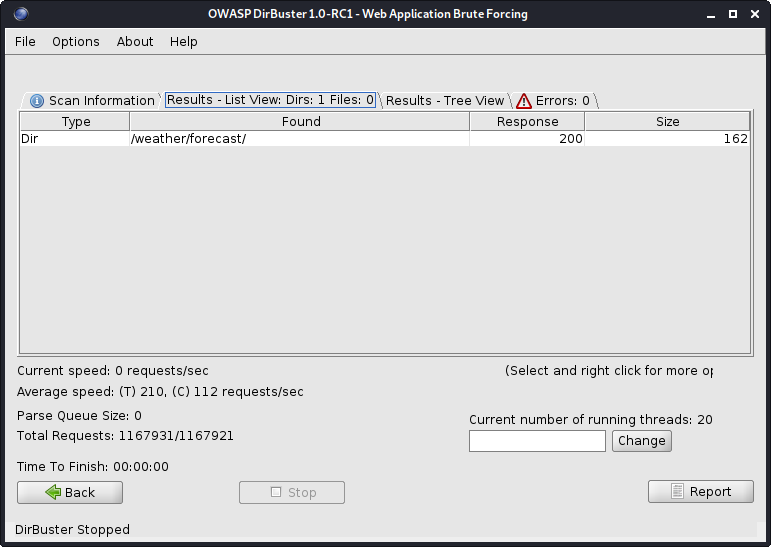 OWASP DirBuster 1.0-RC1 - Web Application Brute Forcing
File Options About Help
Scan Information Results - List View: Dirs: 1 Files: 0 Results - Tree View Errors: 0
Type Found Response Size
Dir /weather/forecast/ 200 162
Current speed: 0 requests/sec (Select and right click for more op
Average speed: (T) 210, (C) 112 requests/sec
Parse Queue Size: 0
Current number of running threads: 20
Total Requests: 1167931/1167921
Change
Time To Finish: 00:00:00
Back Stop Report
DirBuster Stopped